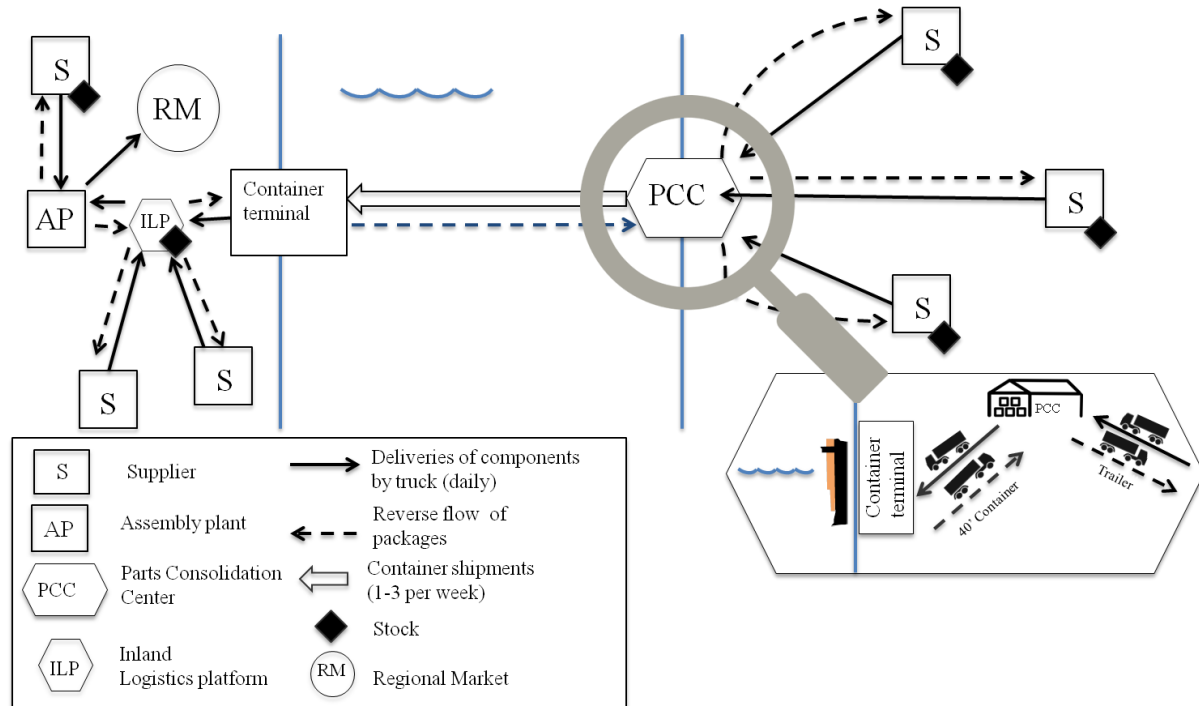 S
RM
S
Container
terminal
PCC
AP
ILP
S
S
S
S
PCC
Container
terminal
40’ Container
Trailer
S
Supplier
Deliveries of components
by truck (daily)
AP
Assembly plant
Reverse flow of
packages
PCC
Parts Consolidation
Center
Container shipments
(1-3 per week)
Stock
ILP
Inland
Logistics platform
RM
Regional Market